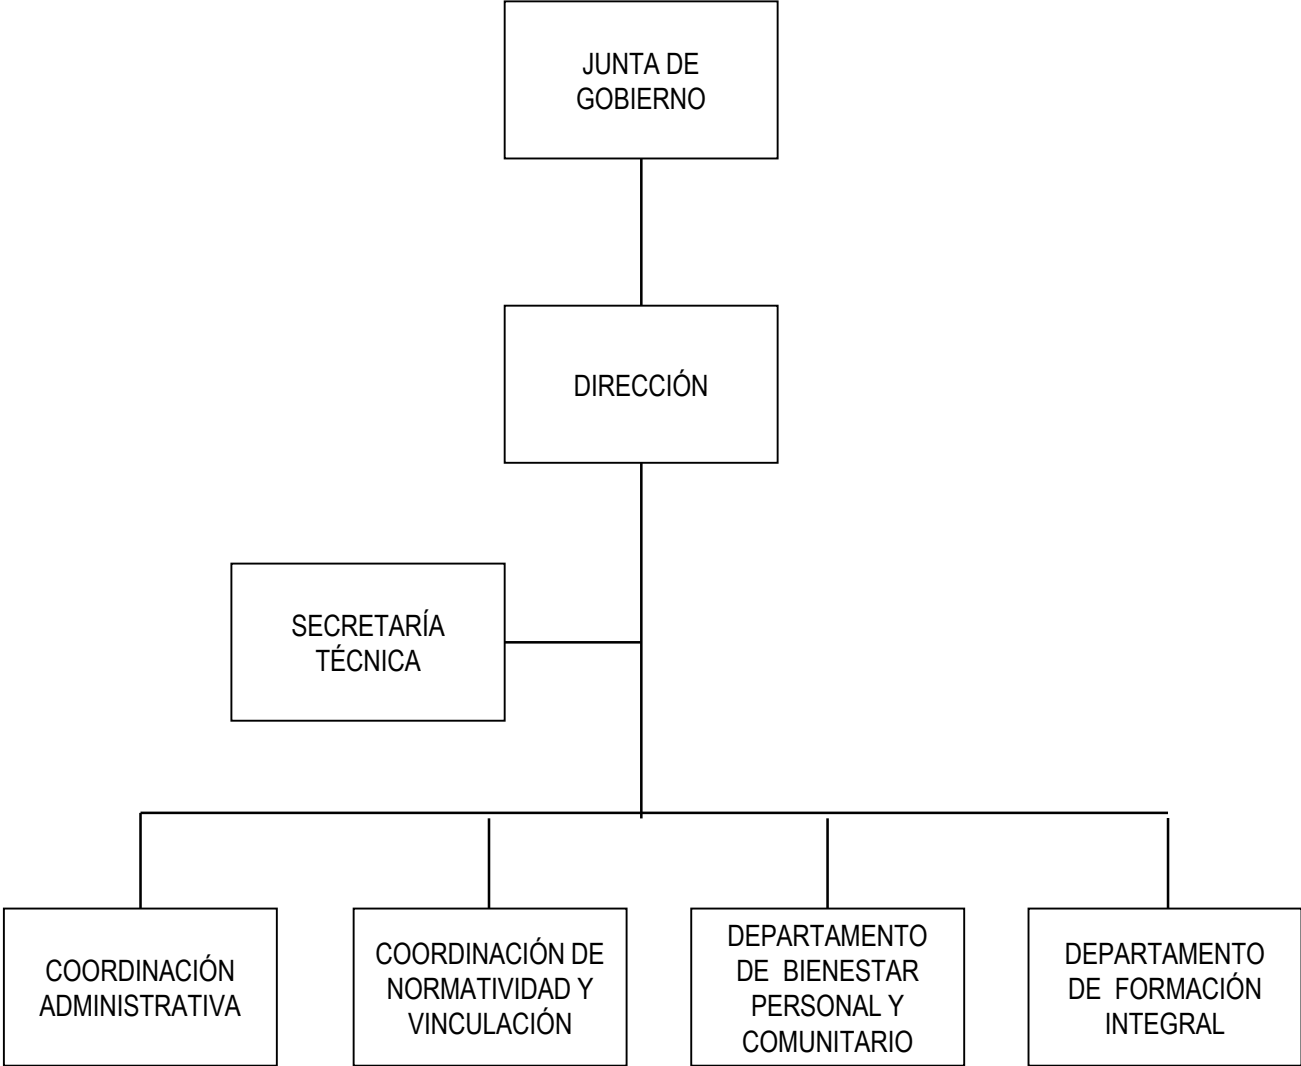 JUNTA DE
GOBIERNO
DIRECCIÓN
SECRETARÍA
TÉCNICA
COORDINACIÓN
ADMINISTRATIVA
COORDINACIÓN DE
NORMATIVIDAD Y
VINCULACIÓN
DEPARTAMENTO
DE BIENESTAR
PERSONAL Y
COMUNITARIO
DEPARTAMENTO
DE FORMACIÓN
INTEGRAL